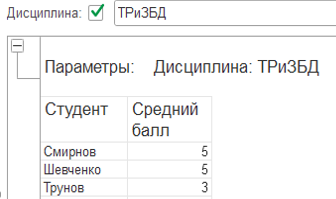 Дисциплина: ТРиЗБД
Параметры: Дисциплина: ТРиЗБД
Студент Средний балл
Смирнов 5
Шевченко 5
Трунов 3